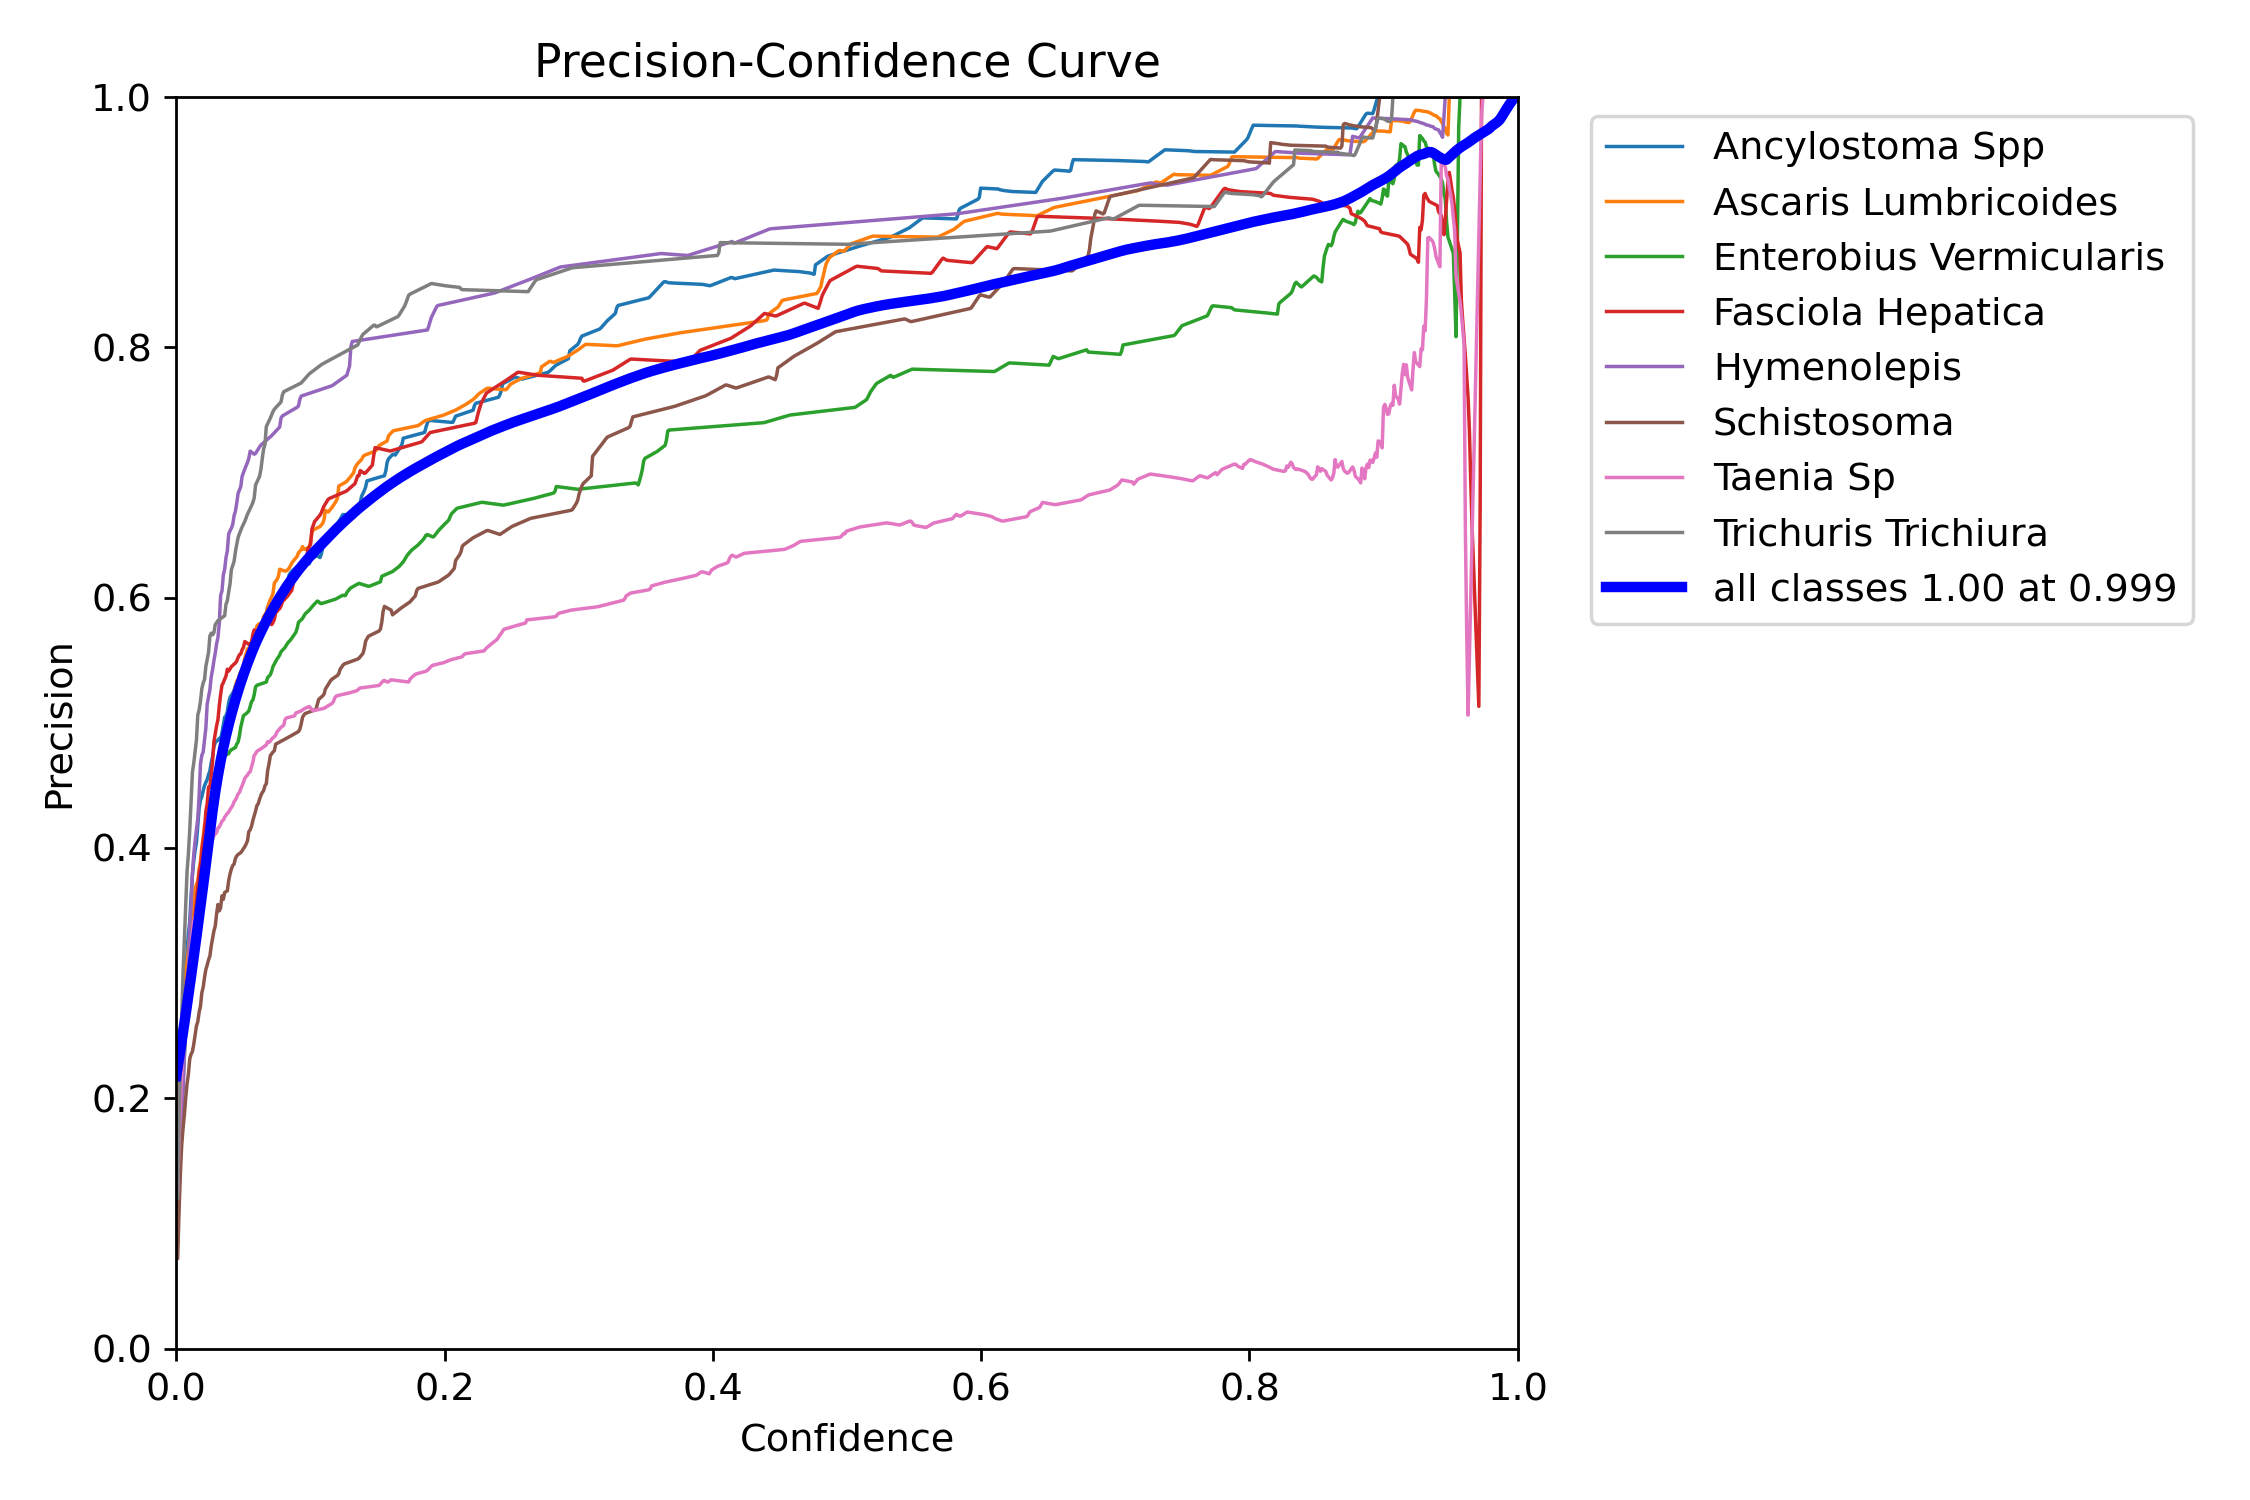 Precision-Confidence Curve
1.0
0.8
0.6
0.4
0.2
0.0
Precision
0.0 0.2 0.4 0.6 0.8 1.0
Confidence
Ancylostoma Spp
Ascaris Lumbricoides
Enterobius Vermicularis
Fasciola Hepatica
Hymenolepis
Schistosoma
Taenia Sp
Trichuris Trichiura
all classes 1.00 at 0.999